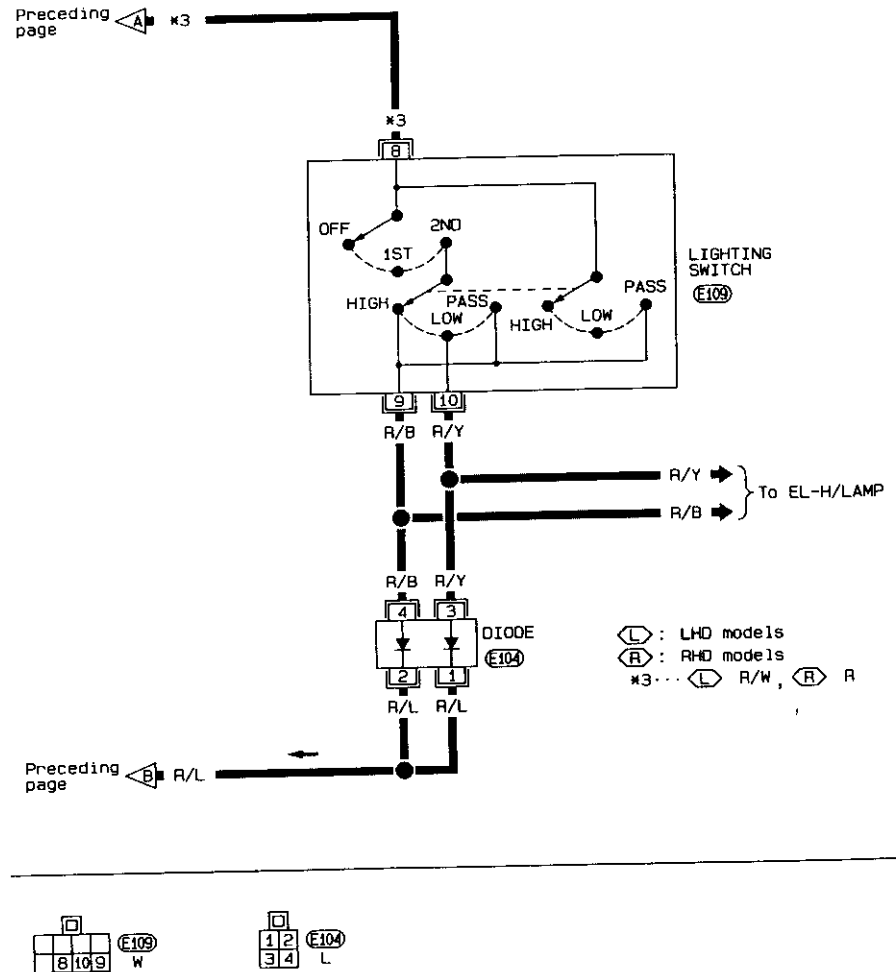 Preceding page A *3
*3
8
OFF 1ST 2ND
HIGH LOW PASS HIGH LOW PASS
LIGHTING SWITCH
E109
9 10
R/B R/Y
R/Y
R/B
To EL-H/LAMP
R/B R/Y
4 3
DIODE
E104
2 1
R/L R/L
L : LHD models
R : RHD models
*3··· L R/W, R R
Preceding page B R/L
E109
8 10 9 W
1 2 E104
3 4 L